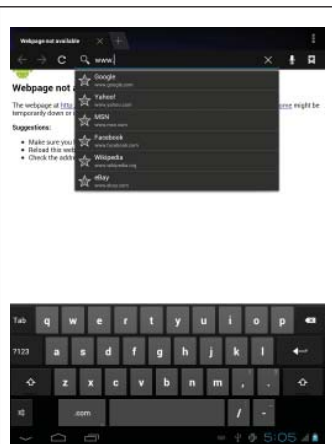 Webpage not available
www.
Google
www.google.com
Webpage not a
Yahoo!
www.yahoo.com
The webpage at http might be
temporarily down or
MSN
www.msn.com
Suggestions:
Facebook
www.facebook.com
Make sure you
Reload this web
Check the addre
Wikipedia
www.wikipedia.org
eBay
www.ebay.com
Tab q w e r t y u i o p
?123 a s d f g h j k l
z x c v b n m , .
.com / -
5:05